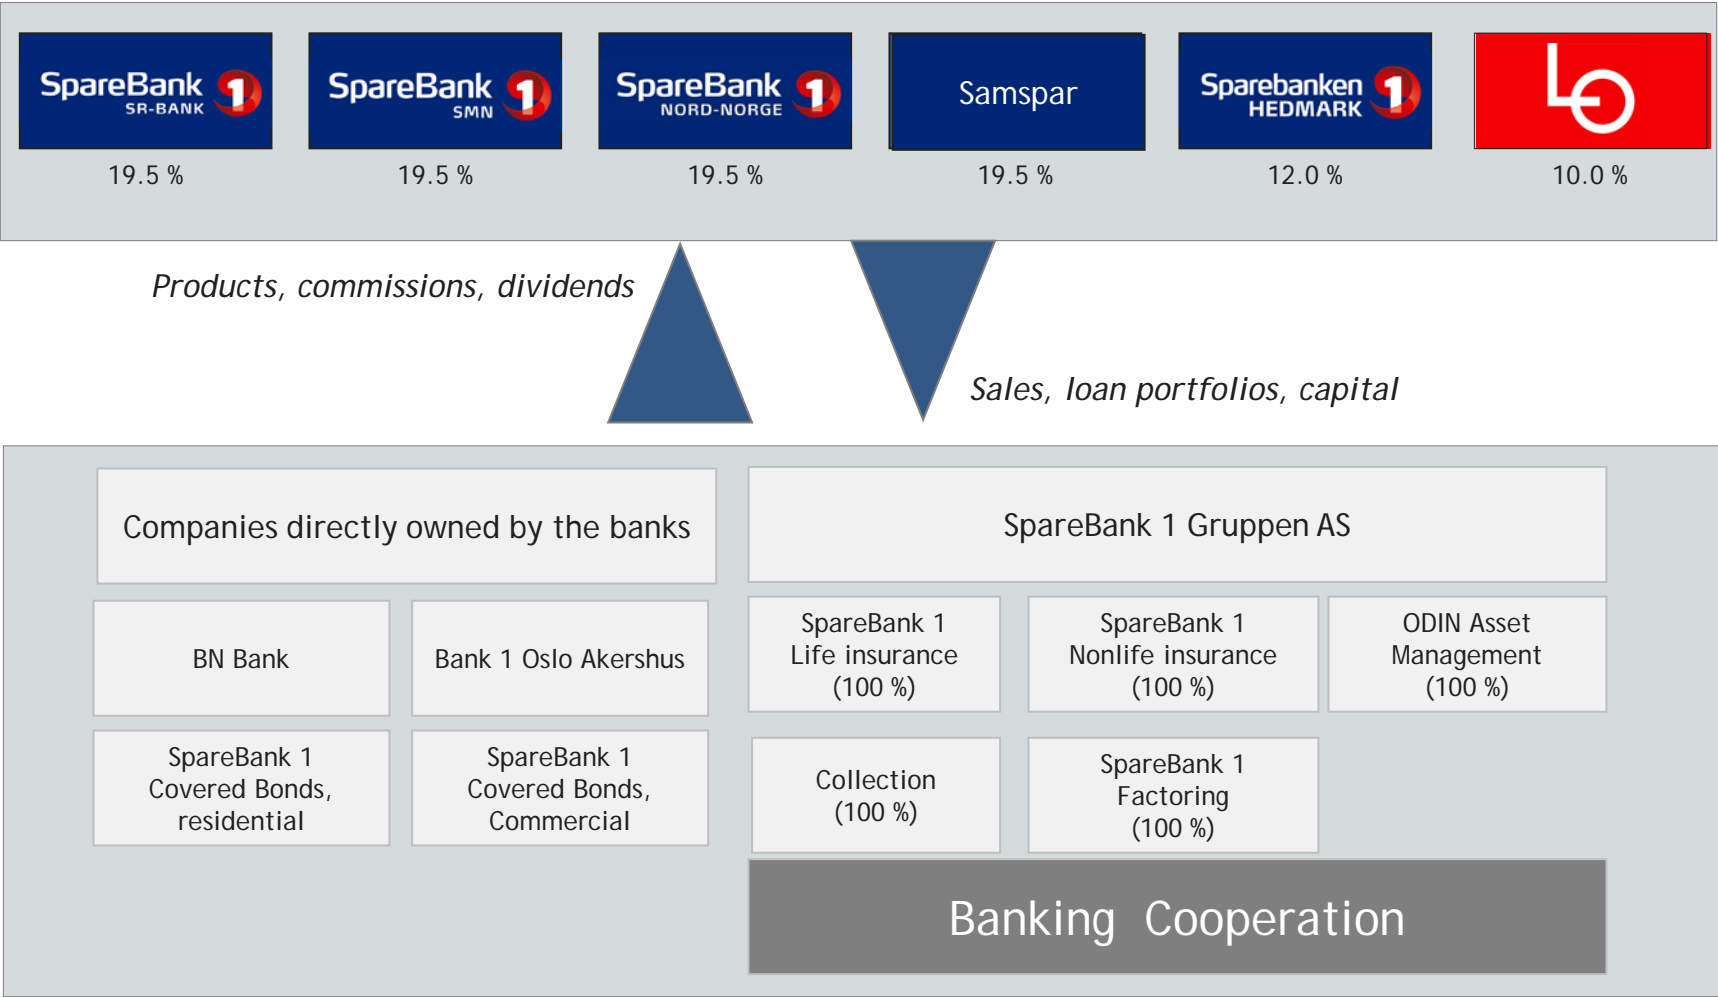 SpareBank 1
SR-BANK
SpareBank 1
SMN
SpareBank 1
NORD-NORGE
Samspar
Sparebanken 1
HEDMARK
LO
19.5 %
19.5 %
19.5 %
19.5 %
12.0 %
10.0 %
Products, commissions, dividends
Sales, loan portfolios, capital
Companies directly owned by the banks
SpareBank 1 Gruppen AS
BN Bank
Bank 1 Oslo Akershus
SpareBank 1
Life insurance
(100 %)
SpareBank 1
Nonlife insurance
(100 %)
ODIN Asset
Management
(100 %)
SpareBank 1
Covered Bonds,
residential
SpareBank 1
Covered Bonds,
Commercial
Collection
(100 %)
SpareBank 1
Factoring
(100 %)
Banking Cooperation